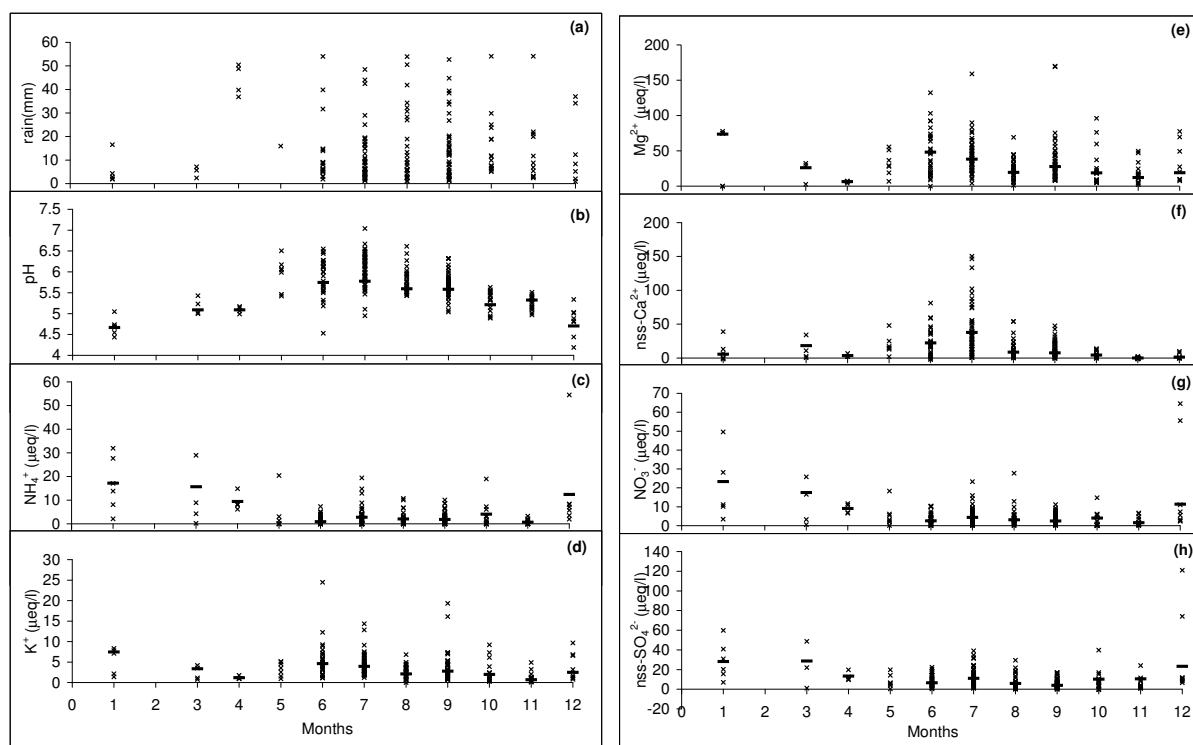 (a)
60
50
40
30
20
10
0
rain(mm)
(b)
7.5
7
6.5
6
5.5
5
4.5
4
pH
(c)
60
50
40
30
20
10
0
NH₄⁺ (µeq/l)
(d)
30
25
20
15
10
5
0
K⁺ (µeq/l)
0 1 2 3 4 5 6 7 8 9 10 11 12
Months
(e)
200
150
100
50
0
Mg²⁺ (µeq/l)
(f)
200
150
100
50
0
nss-Ca²⁺ (µeq/l)
(g)
70
60
50
40
30
20
10
0
NO₃⁻ (µeq/l)
(h)
140
120
100
80
60
40
20
0
-20
nss-SO₄²⁻ (µeq/l)
0 1 2 3 4 5 6 7 8 9 10 11 12
Months